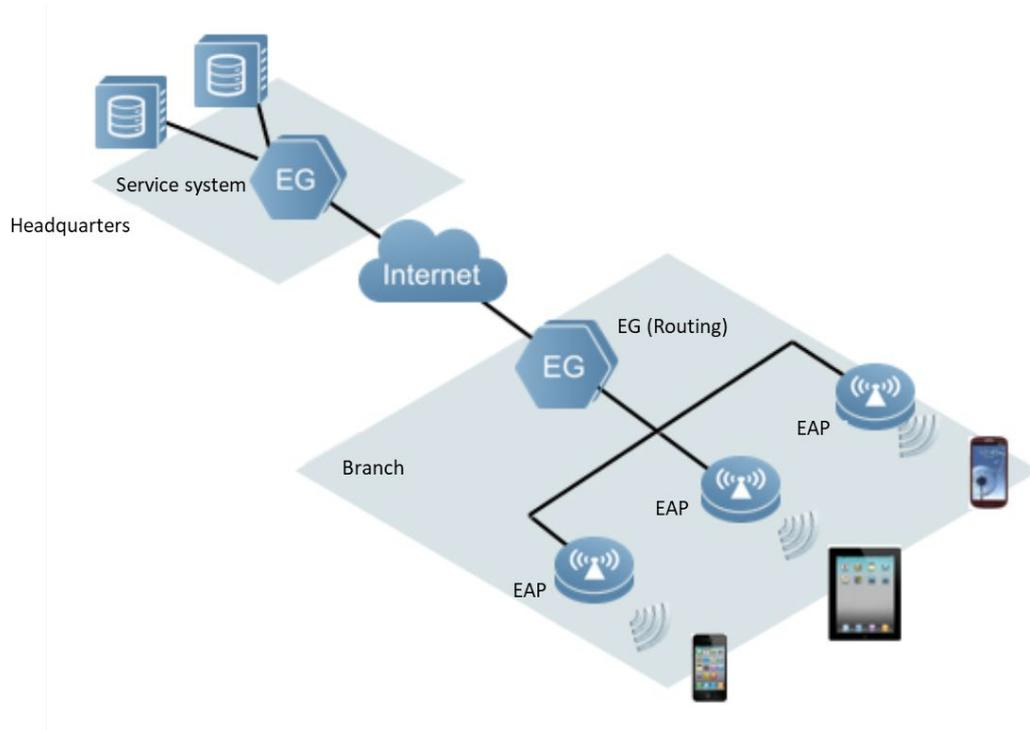 EG
Service system
Headquarters
Internet
EG (Routing)
EG
EAP
Branch
EAP
EAP